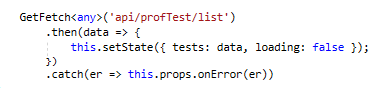 GetFetch<any>('api/profTest/list')
.then(data => {
this.setState({ tests: data, loading: false });
})
.catch(er => this.props.onError(er))